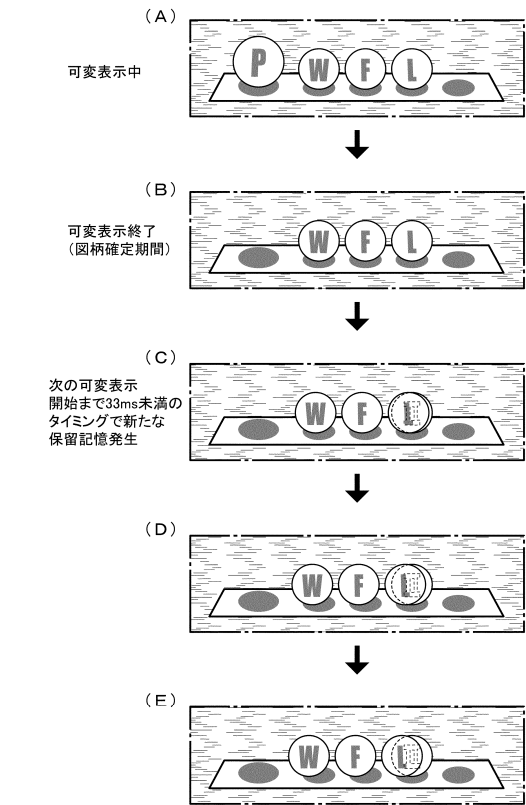 (A)
可変表示中
P W F L
(B)
可変表示終了
(図柄確定期間)
W F L
(C)
次の可変表示
開始まで33ms未満の
タイミングで新たな
保留記憶発生
W F L
(D)
W F L
(E)
W F L